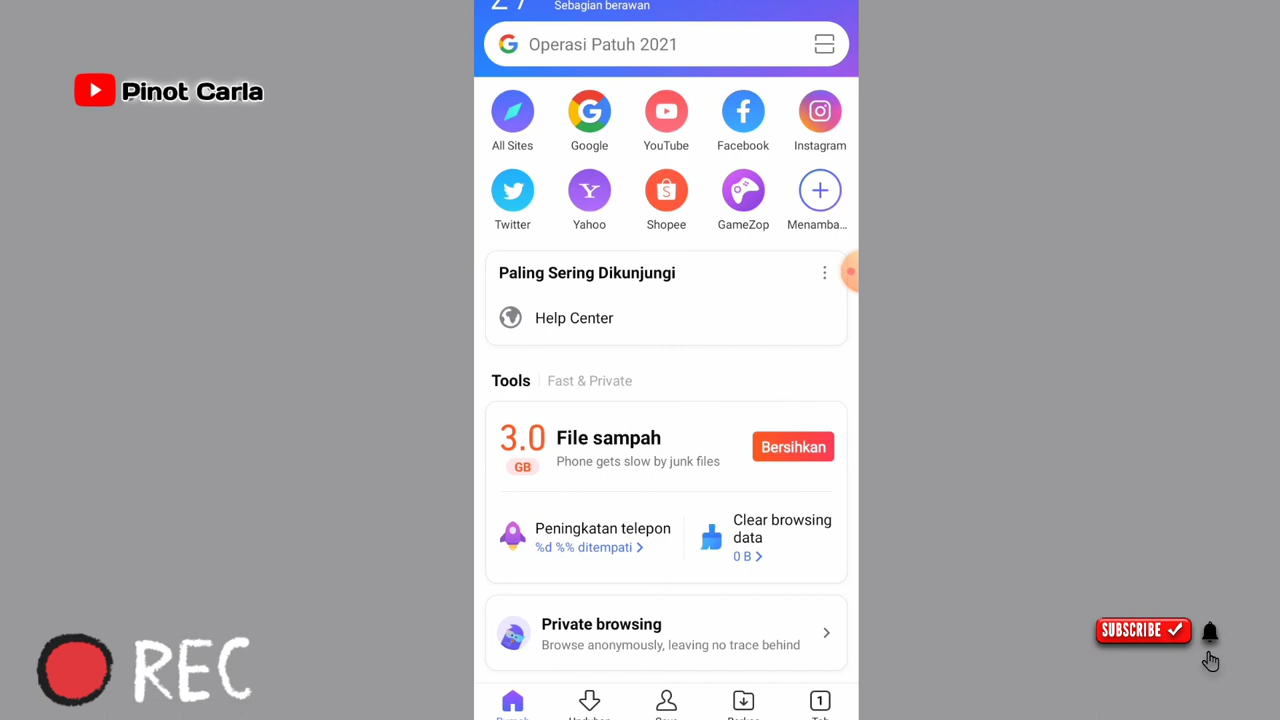 Sebagian berawan
Operasi Patuh 2021
Pinot Carla
All Sites
Google
YouTube
Facebook
Instagram
Twitter
Yahoo
Shopee
GameZop
Menamba...
Paling Sering Dikunjungi
Help Center
Tools
Fast & Private
3.0
GB
File sampah
Phone gets slow by junk files
Bersihkan
Peningkatan telepon
%d %% ditempati
Clear browsing
data
0 B
Private browsing
Browse anonymously, leaving no trace behind
1
SUBSCRIBE
REC